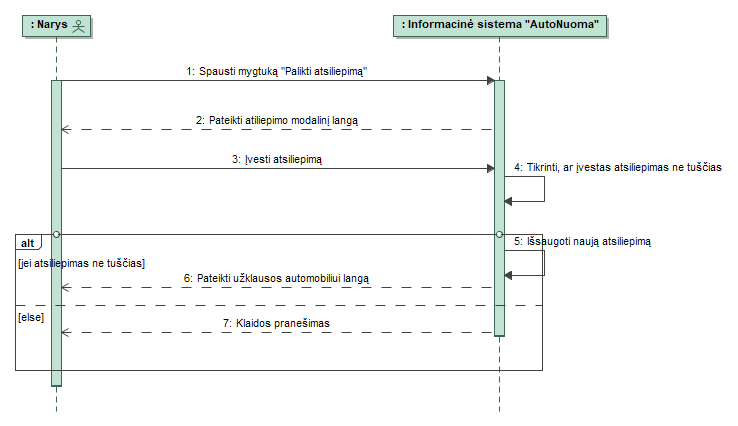 : Narys
: Informacinė sistema "AutoNuoma"
1: Spausti mygtuką "Palikti atsiliepimą"
2: Pateikti atiliepimo modalinį langą
3: Įvesti atsiliepimą
4: Tikrinti, ar įvestas atsiliepimas ne tuščias
alt
5: Išsaugoti naują atsiliepimą
[jei atsiliepimas ne tuščias]
6: Pateikti užklausos automobiliui langą
[else]
7: Klaidos pranešimas